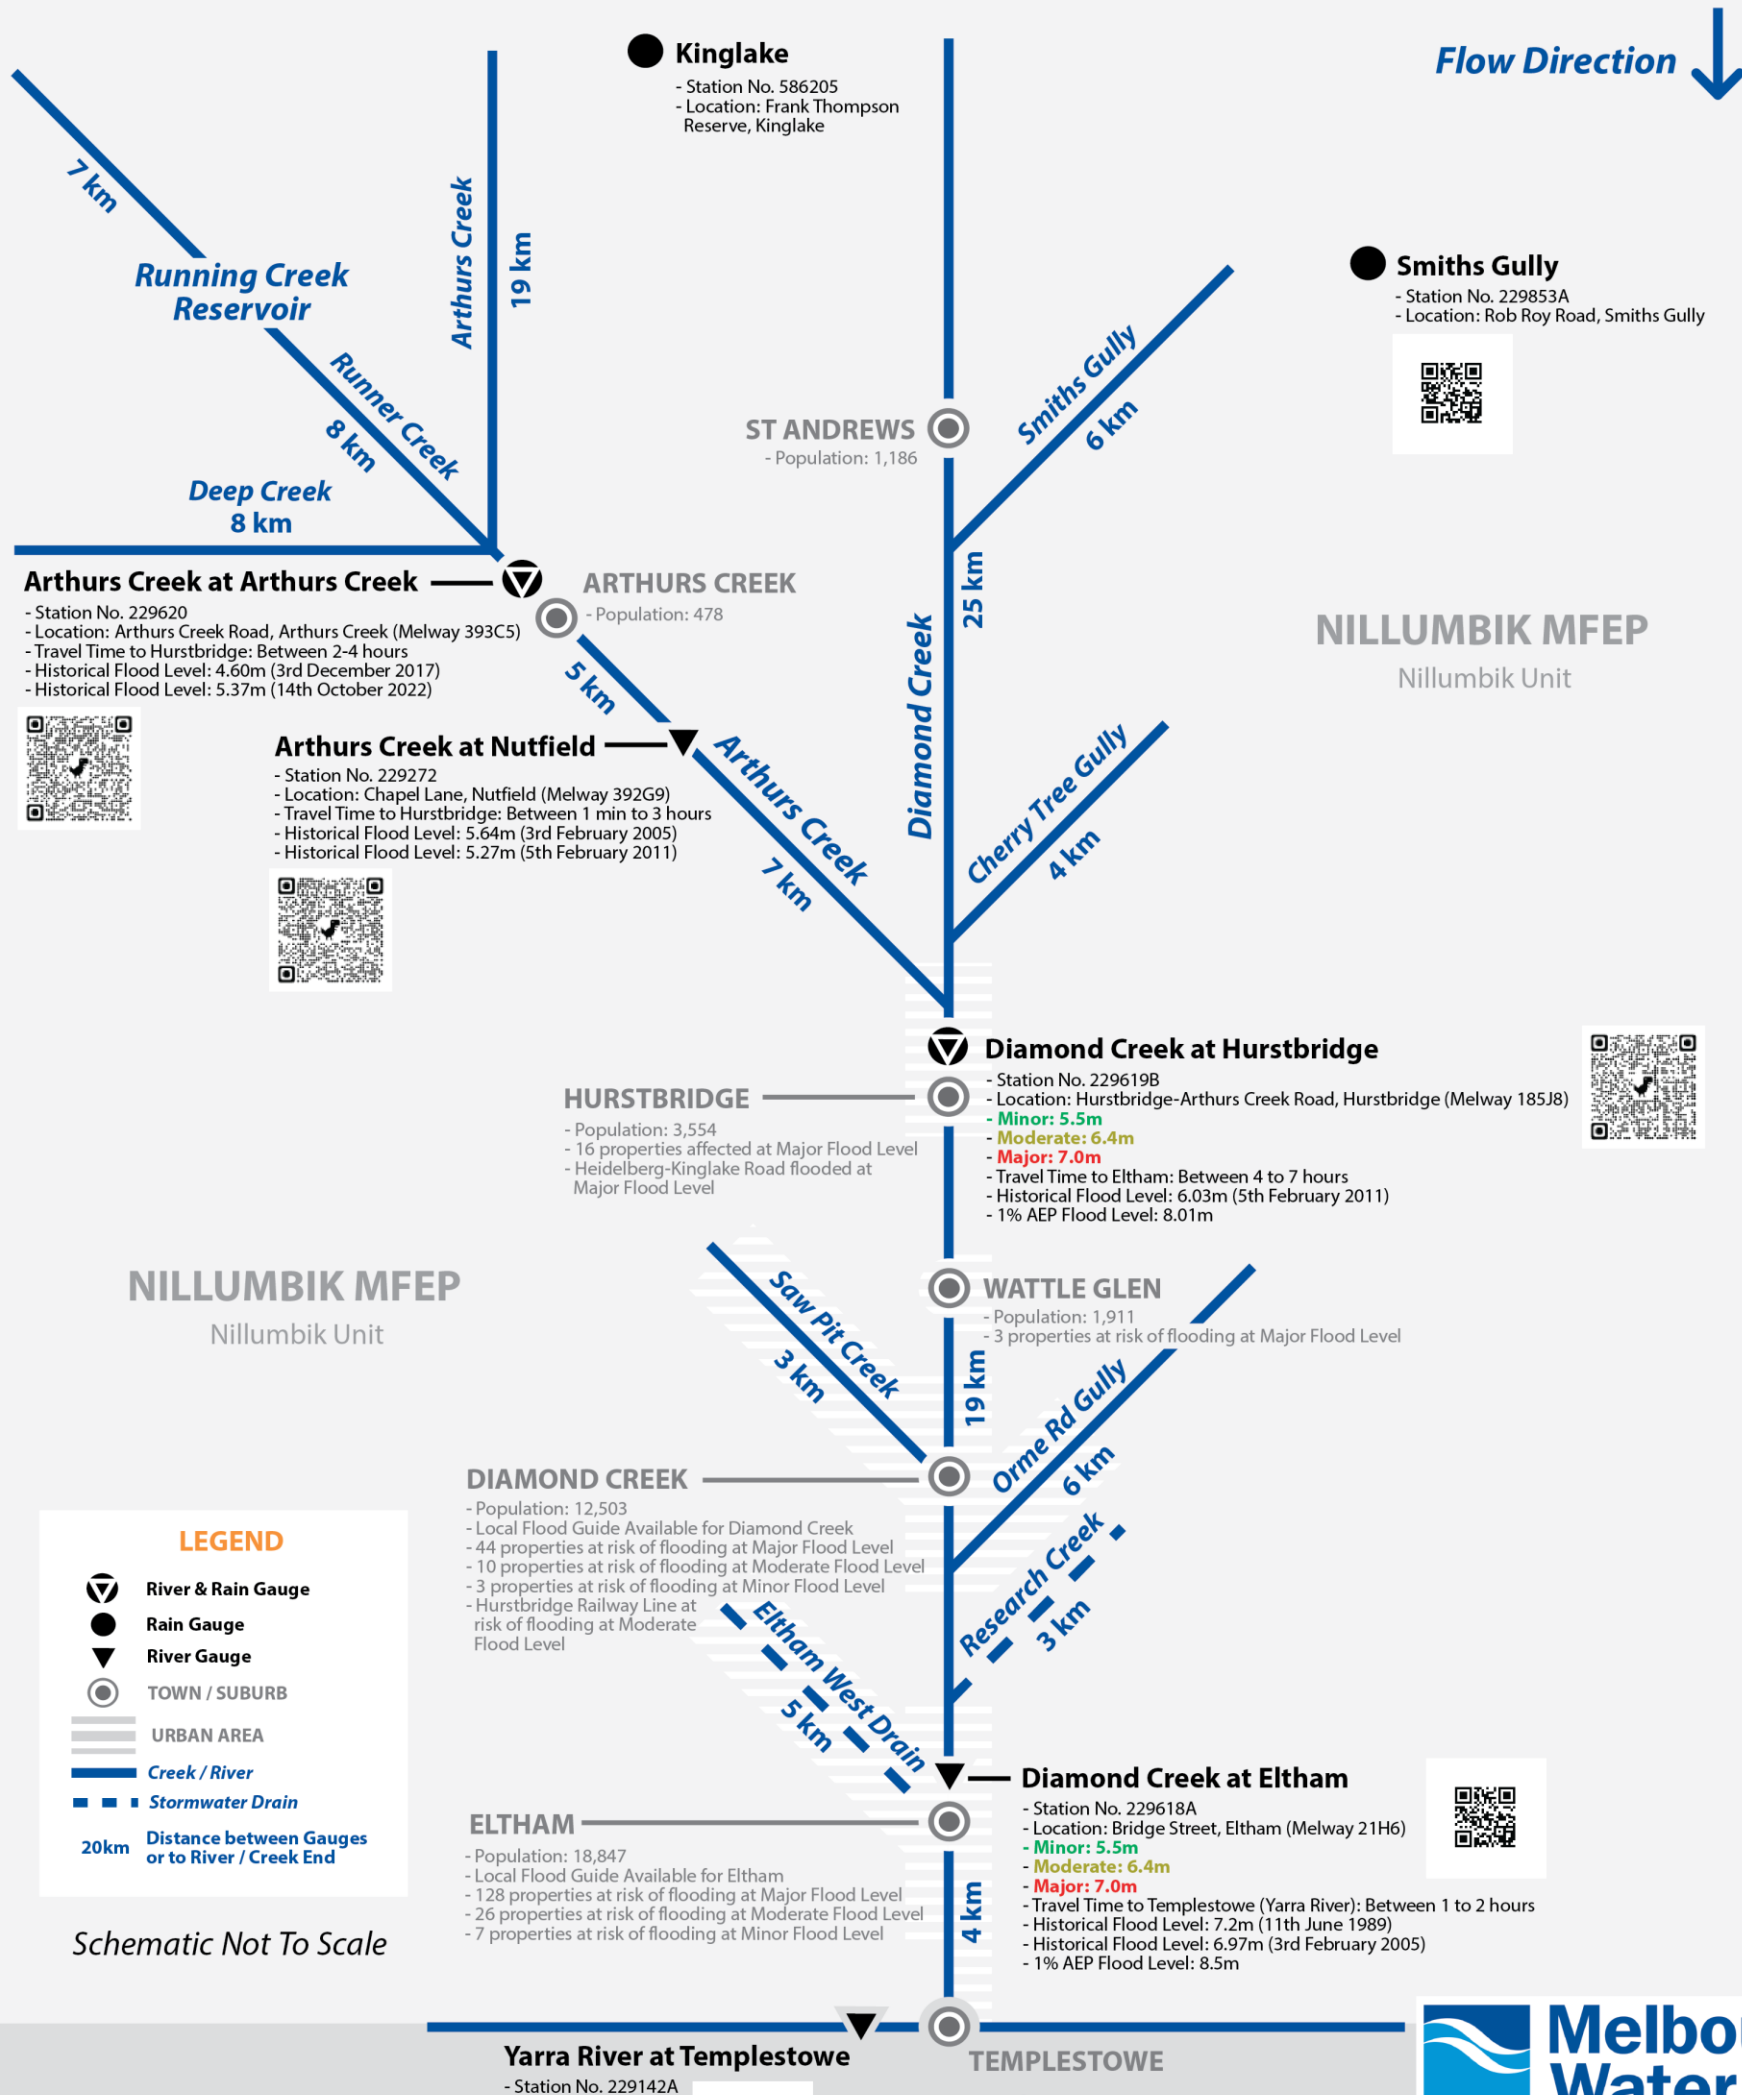 Kinglake
- Station No. 586205
- Location: Frank Thompson
Reserve, Kinglake
Flow Direction
7 km
Running Creek
Reservoir
Arthurs Creek
19 km
Runner Creek
8 km
Deep Creek
8 km
Smiths Gully
- Station No. 229853A
- Location: Rob Roy Road, Smiths Gully
Smiths Gully
6 km
ST ANDREWS
- Population: 1,186
Arthurs Creek at Arthurs Creek
- Station No. 229620
- Location: Arthurs Creek Road, Arthurs Creek (Melway 393C5)
- Travel Time to Hurstbridge: Between 2-4 hours
- Historical Flood Level: 4.60m (3rd December 2017)
- Historical Flood Level: 5.37m (14th October 2022)
ARTHURS CREEK
- Population: 478
5 km
25 km
Diamond Creek
NILLUMBIK MFEP
Nillumbik Unit
Arthurs Creek at Nutfield
- Station No. 229272
- Location: Chapel Lane, Nutfield (Melway 392G9)
- Travel Time to Hurstbridge: Between 1 min to 3 hours
- Historical Flood Level: 5.64m (3rd February 2005)
- Historical Flood Level: 5.27m (5th February 2011)
Arthurs Creek
7 km
Cherry Tree Gully
4 km
Diamond Creek at Hurstbridge
- Station No. 229619B
- Location: Hurstbridge-Arthurs Creek Road, Hurstbridge (Melway 185J8)
- Minor: 5.5m
- Moderate: 6.4m
- Major: 7.0m
- Travel Time to Eltham: Between 4 to 7 hours
- Historical Flood Level: 6.03m (5th February 2011)
- 1% AEP Flood Level: 8.01m
HURSTBRIDGE
- Population: 3,554
- 16 properties affected at Major Flood Level
- Heidelberg-Kinglake Road flooded at
Major Flood Level
NILLUMBIK MFEP
Nillumbik Unit
Saw Pit Creek
3 km
WATTLE GLEN
- Population: 1,911
- 3 properties at risk of flooding at Major Flood Level
19 km
Orme Rd Gully
6 km
DIAMOND CREEK
- Population: 12,503
- Local Flood Guide Available for Diamond Creek
- 44 properties at risk of flooding at Major Flood Level
- 10 properties at risk of flooding at Moderate Flood Level
- 3 properties at risk of flooding at Minor Flood Level
- Hurstbridge Railway Line at
risk of flooding at Moderate
Flood Level
Research Creek
3 km
Eltham West Drain
5 km
LEGEND
River & Rain Gauge
Rain Gauge
River Gauge
TOWN / SUBURB
URBAN AREA
Creek / River
Stormwater Drain
20km Distance between Gauges
or to River / Creek End
Schematic Not To Scale
ELTHAM
- Population: 18,847
- Local Flood Guide Available for Eltham
- 128 properties at risk of flooding at Major Flood Level
- 26 properties at risk of flooding at Moderate Flood Level
- 7 properties at risk of flooding at Minor Flood Level
Diamond Creek at Eltham
- Station No. 229618A
- Location: Bridge Street, Eltham (Melway 21H6)
- Minor: 5.5m
- Moderate: 6.4m
- Major: 7.0m
- Travel Time to Templestowe (Yarra River): Between 1 to 2 hours
- Historical Flood Level: 7.2m (11th June 1989)
- Historical Flood Level: 6.97m (3rd February 2005)
- 1% AEP Flood Level: 8.5m
4 km
Yarra River at Templestowe
- Station No. 229142A
TEMPLESTOWE
Melbou
Water